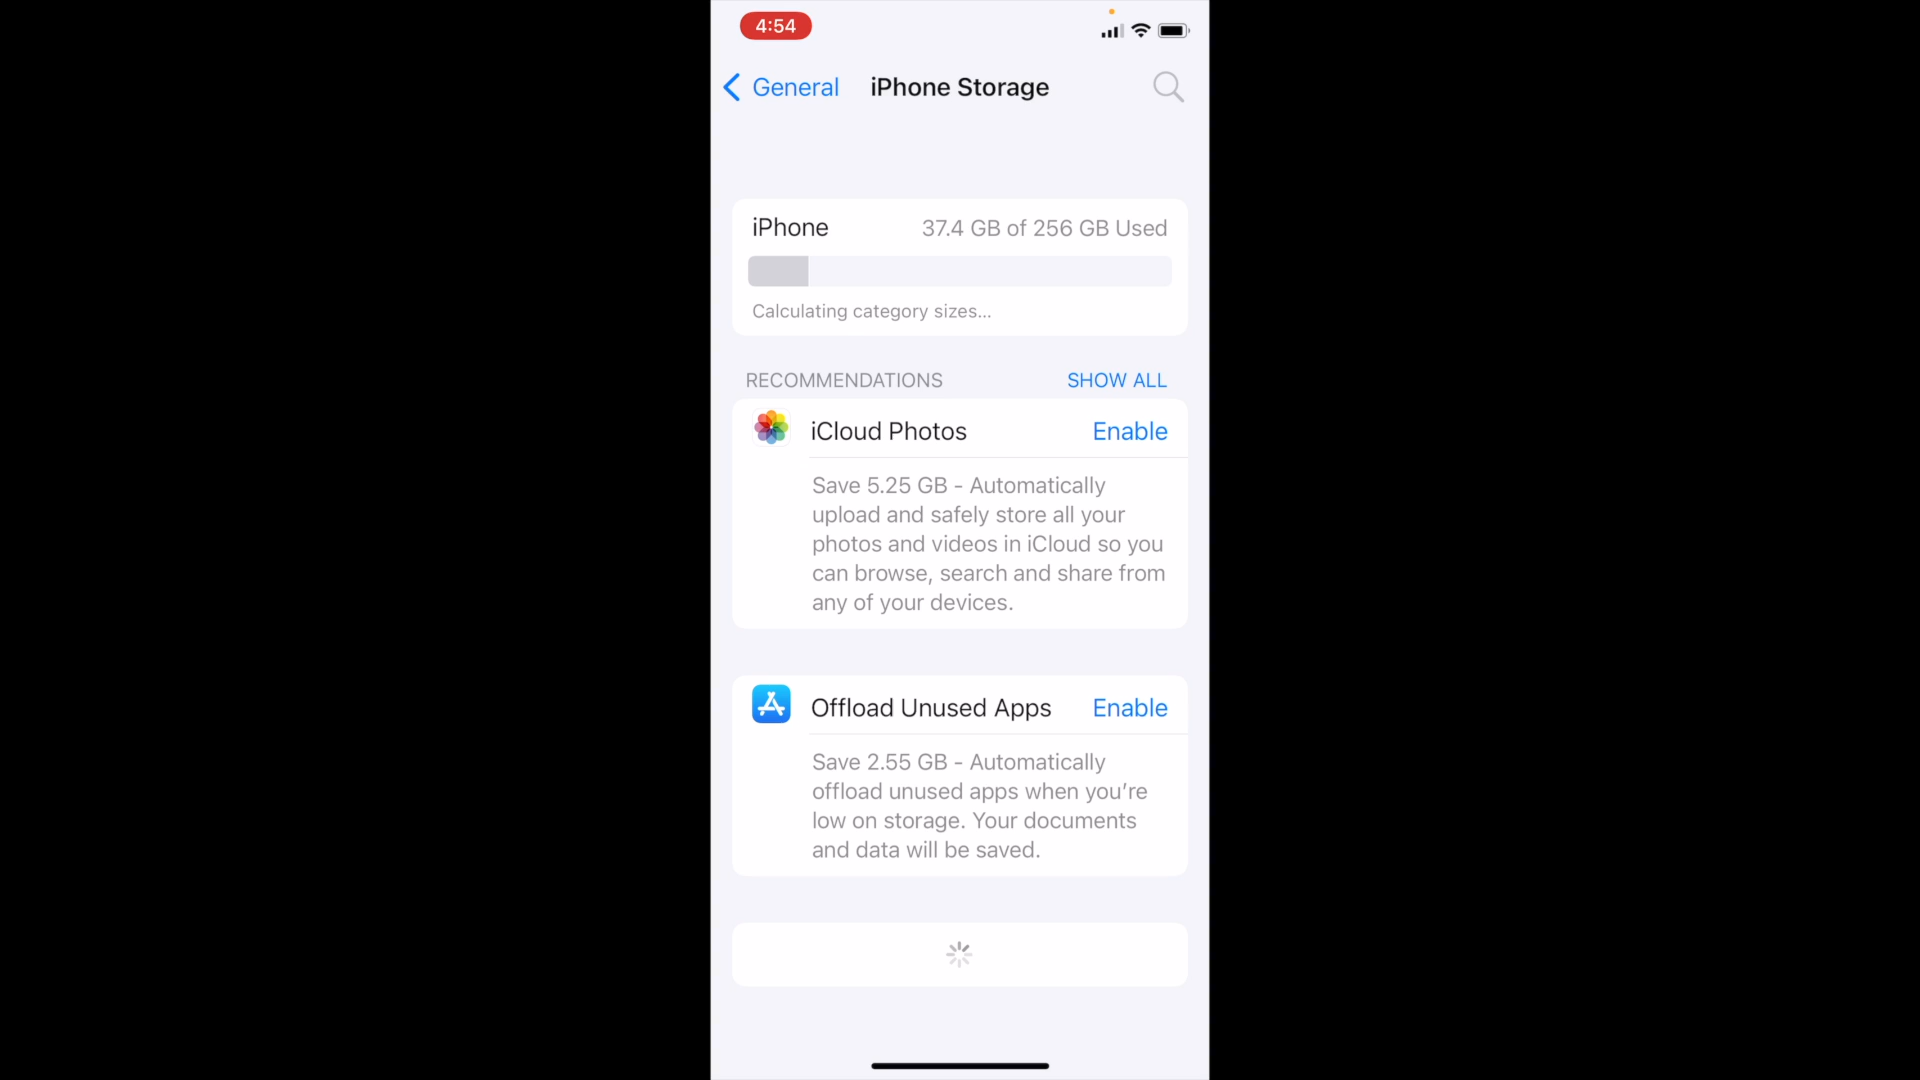 4:54
General
iPhone Storage
iPhone
37.4 GB of 256 GB Used
Calculating category sizes...
RECOMMENDATIONS
SHOW ALL
iCloud Photos
Enable
Save 5.25 GB - Automatically
upload and safely store all your
photos and videos in iCloud so you
can browse, search and share from
any of your devices.
Offload Unused Apps
Enable
Save 2.55 GB - Automatically
offload unused apps when you’re
low on storage. Your documents
and data will be saved.